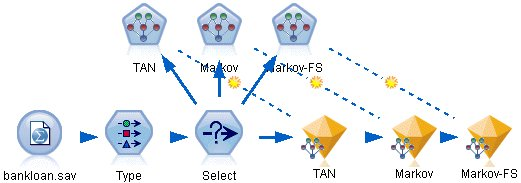 TAN
Markov
Markov-FS
bankloan.sav
Type
Select
TAN
Markov
Markov-FS